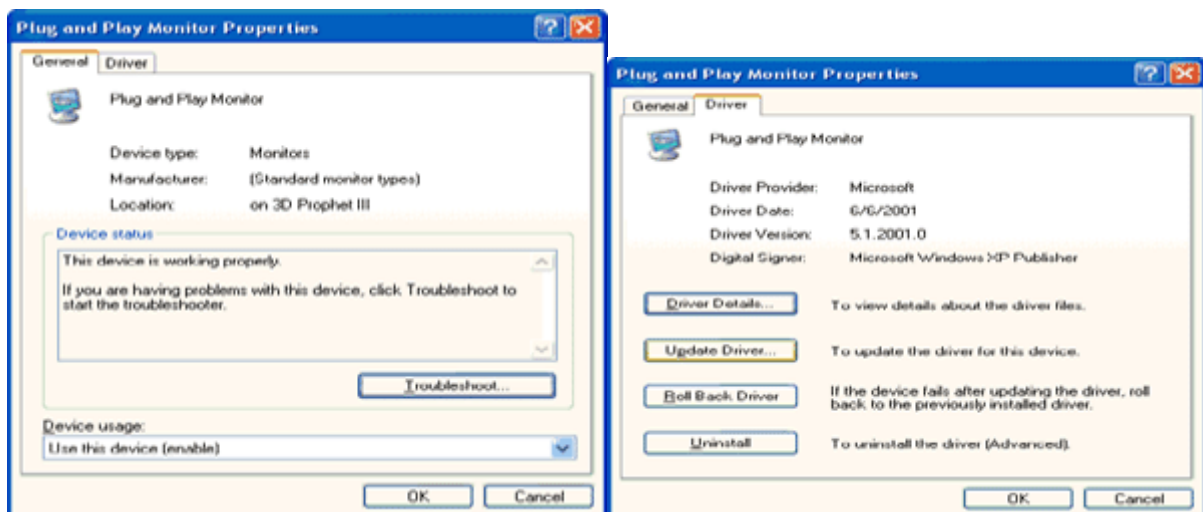 Plug and Play Monitor Properties
General Driver
Plug and Play Monitor
Device type: Monitors
Manufacturer: (Standard monitor types)
Location: on 3D Prophet III
Device status
This device is working properly.
If you are having problems with this device, click Troubleshoot to
start the troubleshooter.
Troubleshoot...
Device usage:
Use this device (enable)
OK Cancel
Plug and Play Monitor Properties
General Driver
Plug and Play Monitor
Driver Provider: Microsoft
Driver Date: 6/6/2001
Driver Version: 5.1.2001.0
Digital Signer: Microsoft Windows XP Publisher
Driver Details... To view details about the driver files.
Update Driver... To update the driver for this device.
Roll Back Driver If the device fails after updating the driver, roll
back to the previously installed driver.
Uninstall To uninstall the driver (Advanced).
OK Cancel